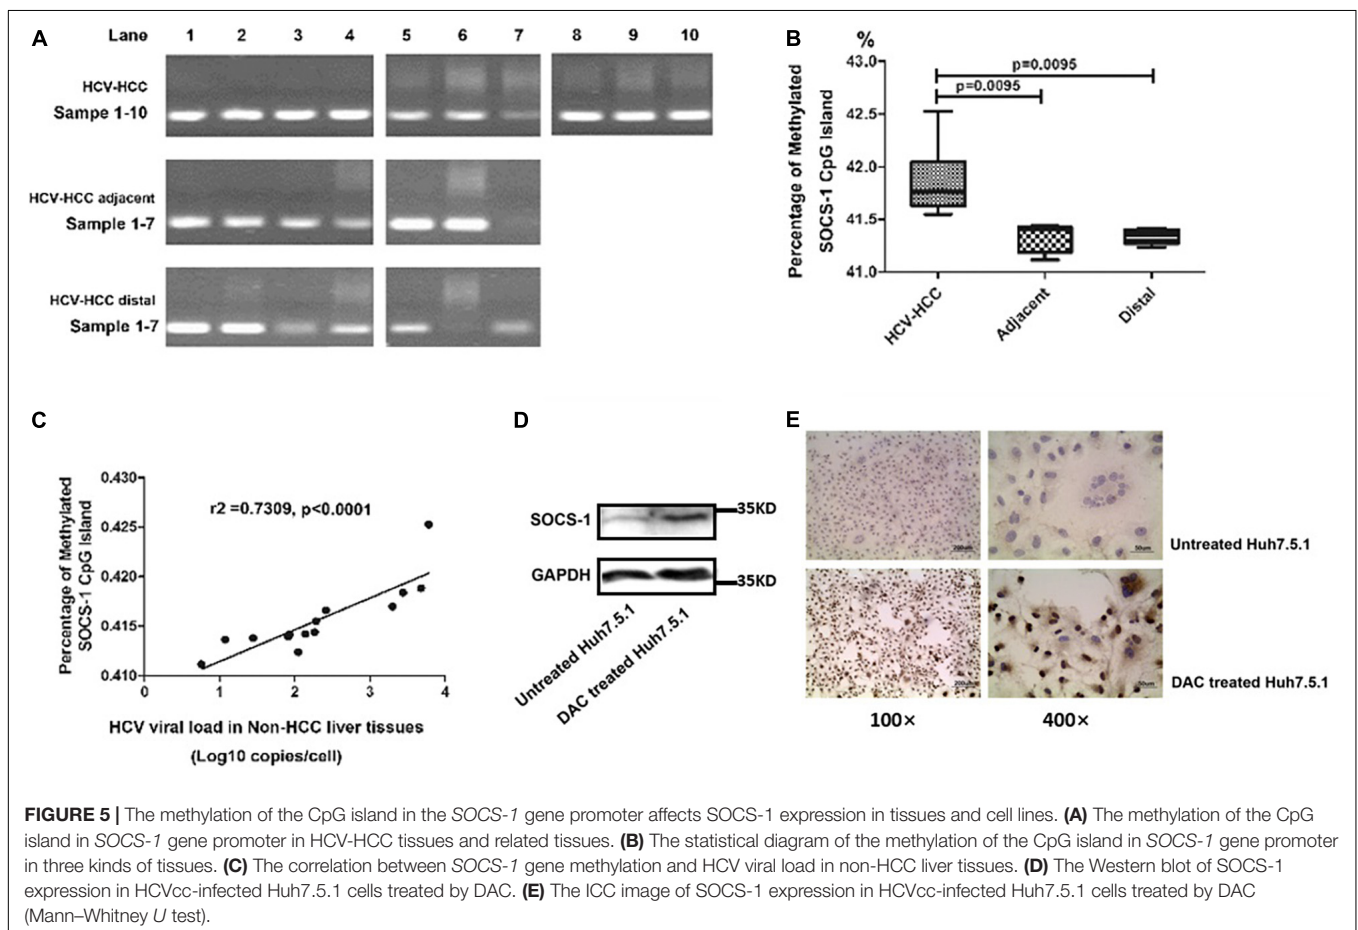 A
Lane 1 2 3 4 5 6 7 8 9 10
HCV-HCC
Sampe 1-10
HCV-HCC adjacent
Sample 1-7
HCV-HCC distal
Sample 1-7
B
%
Percentage of Methylated
SOCS-1 CpG Island
43.0
42.5
42.0
41.5
41.0
p=0.0095
p=0.0095
HCV-HCC
Adjacent
Distal
C
Percentage of Methylated
SOCS-1 CpG Island
0.430
0.425
0.420
0.415
0.410
r2 =0.7309, p<0.0001
0 1 2 3 4
HCV viral load in Non-HCC liver tissues
(Log10 copies/cell)
D
SOCS-1
35KD
GAPDH
35KD
Untreated Huh7.5.1
DAC treated Huh7.5.1
E
200um
50um
Untreated Huh7.5.1
200um
50um
DAC treated Huh7.5.1
100×
400×
FIGURE 5 | The methylation of the CpG island in the SOCS-1 gene promoter affects SOCS-1 expression in tissues and cell lines. (A) The methylation of the CpG
island in SOCS-1 gene promoter in HCV-HCC tissues and related tissues. (B) The statistical diagram of the methylation of the CpG island in SOCS-1 gene promoter
in three kinds of tissues. (C) The correlation between SOCS-1 gene methylation and HCV viral load in non-HCC liver tissues. (D) The Western blot of SOCS-1
expression in HCVcc-infected Huh7.5.1 cells treated by DAC. (E) The ICC image of SOCS-1 expression in HCVcc-infected Huh7.5.1 cells treated by DAC
(Mann–Whitney U test).